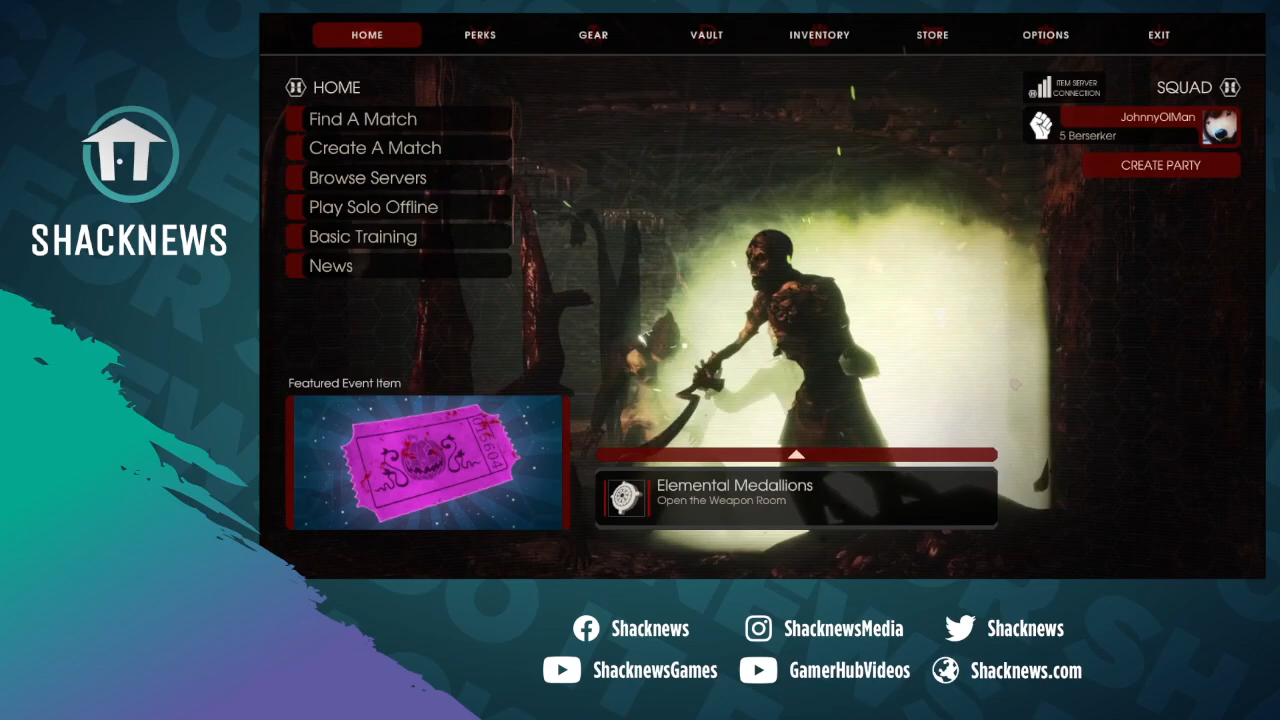 HOME
PERKS
GEAR
VAULT
INVENTORY
STORE
OPTIONS
EXIT
HOME
Find A Match
Create A Match
Browse Servers
Play Solo Offline
Basic Training
News
ITEM SERVER
CONNECTION
SQUAD
JohnnyOlMan
5 Berserker
CREATE PARTY
SHACKNEWS
Featured Event Item
015604
Elemental Medallions
Open the Weapon Room
Shacknews
ShacknewsMedia
Shacknews
ShacknewsGames
GamerHubVideos
Shacknews.com